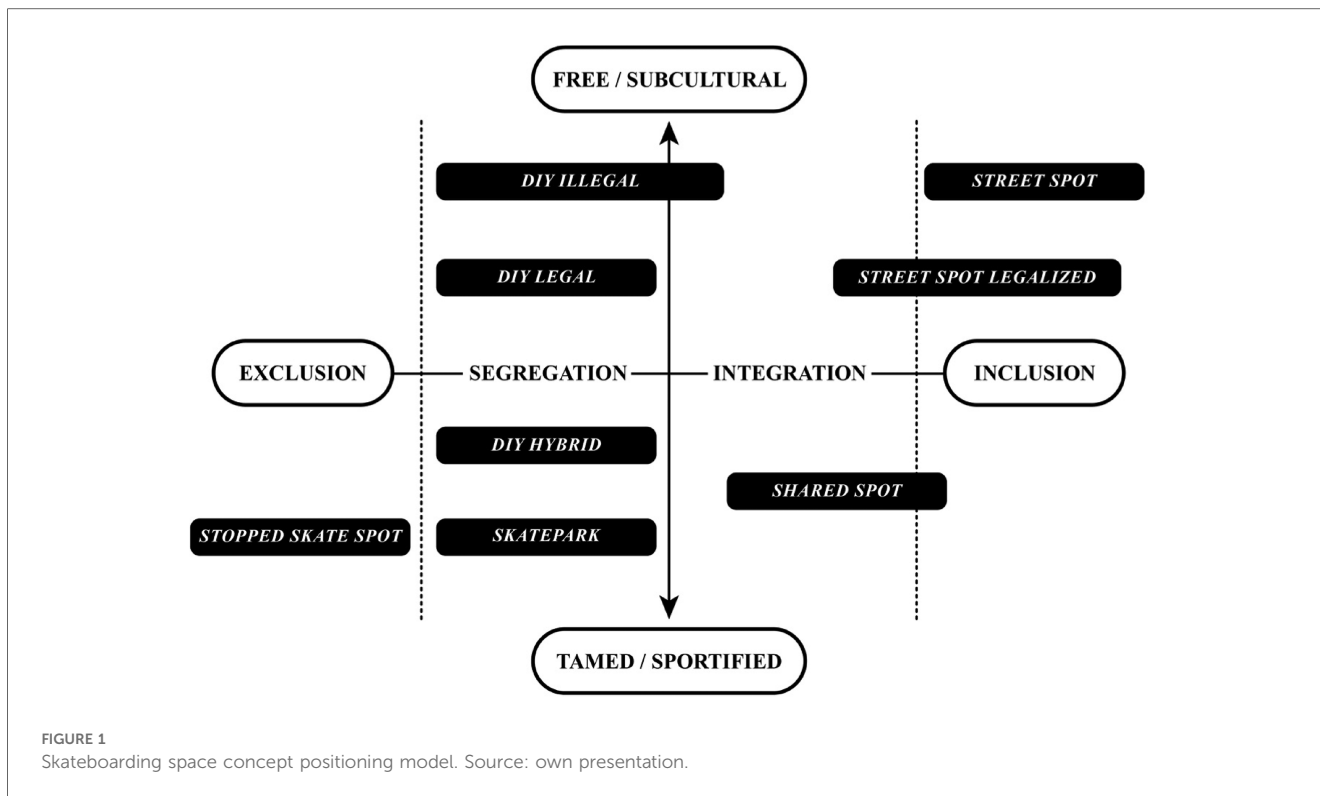 FREE / SUBCULTURAL
DIY ILLEGAL
STREET SPOT
DIY LEGAL
STREET SPOT LEGALIZED
EXCLUSION
SEGREGATION
INTEGRATION
INCLUSION
DIY HYBRID
SHARED SPOT
STOPPED SKATE SPOT
SKATEPARK
TAMED / SPORTIFIED
FIGURE 1
Skateboarding space concept positioning model. Source: own presentation.